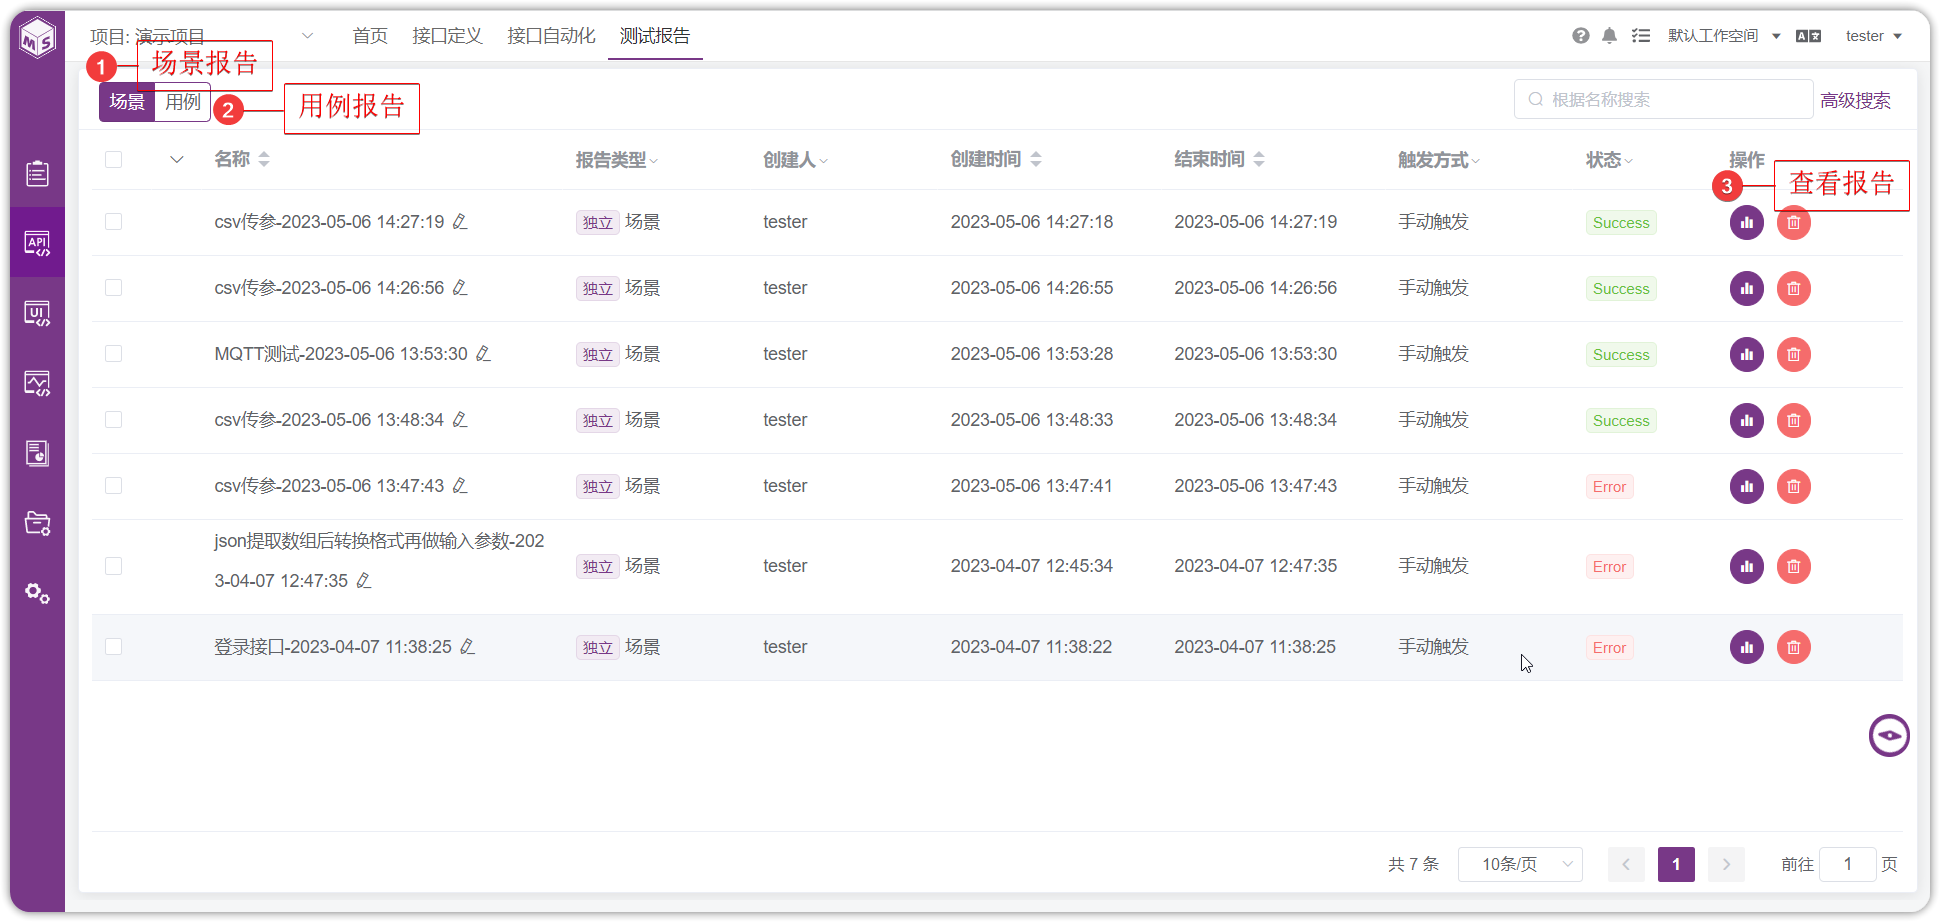 MS
项目: 演示项目
首页
接口定义
接口自动化
测试报告
默认工作空间
tester
1
场景报告
场景
用例
2
用例报告
根据名称搜索
高级搜索
名称
报告类型
创建人
创建时间
结束时间
触发方式
状态
操作
3
查看报告
csv传参-2023-05-06 14:27:19
独立 场景
tester
2023-05-06 14:27:18
2023-05-06 14:27:19
手动触发
Success
csv传参-2023-05-06 14:26:56
独立 场景
tester
2023-05-06 14:26:55
2023-05-06 14:26:56
手动触发
Success
MQTT测试-2023-05-06 13:53:30
独立 场景
tester
2023-05-06 13:53:28
2023-05-06 13:53:30
手动触发
Success
csv传参-2023-05-06 13:48:34
独立 场景
tester
2023-05-06 13:48:33
2023-05-06 13:48:34
手动触发
Success
csv传参-2023-05-06 13:47:43
独立 场景
tester
2023-05-06 13:47:41
2023-05-06 13:47:43
手动触发
Error
json提取数组后转换格式再做输入参数-202
3-04-07 12:47:35
独立 场景
tester
2023-04-07 12:45:34
2023-04-07 12:47:35
手动触发
Error
登录接口-2023-04-07 11:38:25
独立 场景
tester
2023-04-07 11:38:22
2023-04-07 11:38:25
手动触发
Error
API
UI
共 7 条
10条/页
1
前往 1 页